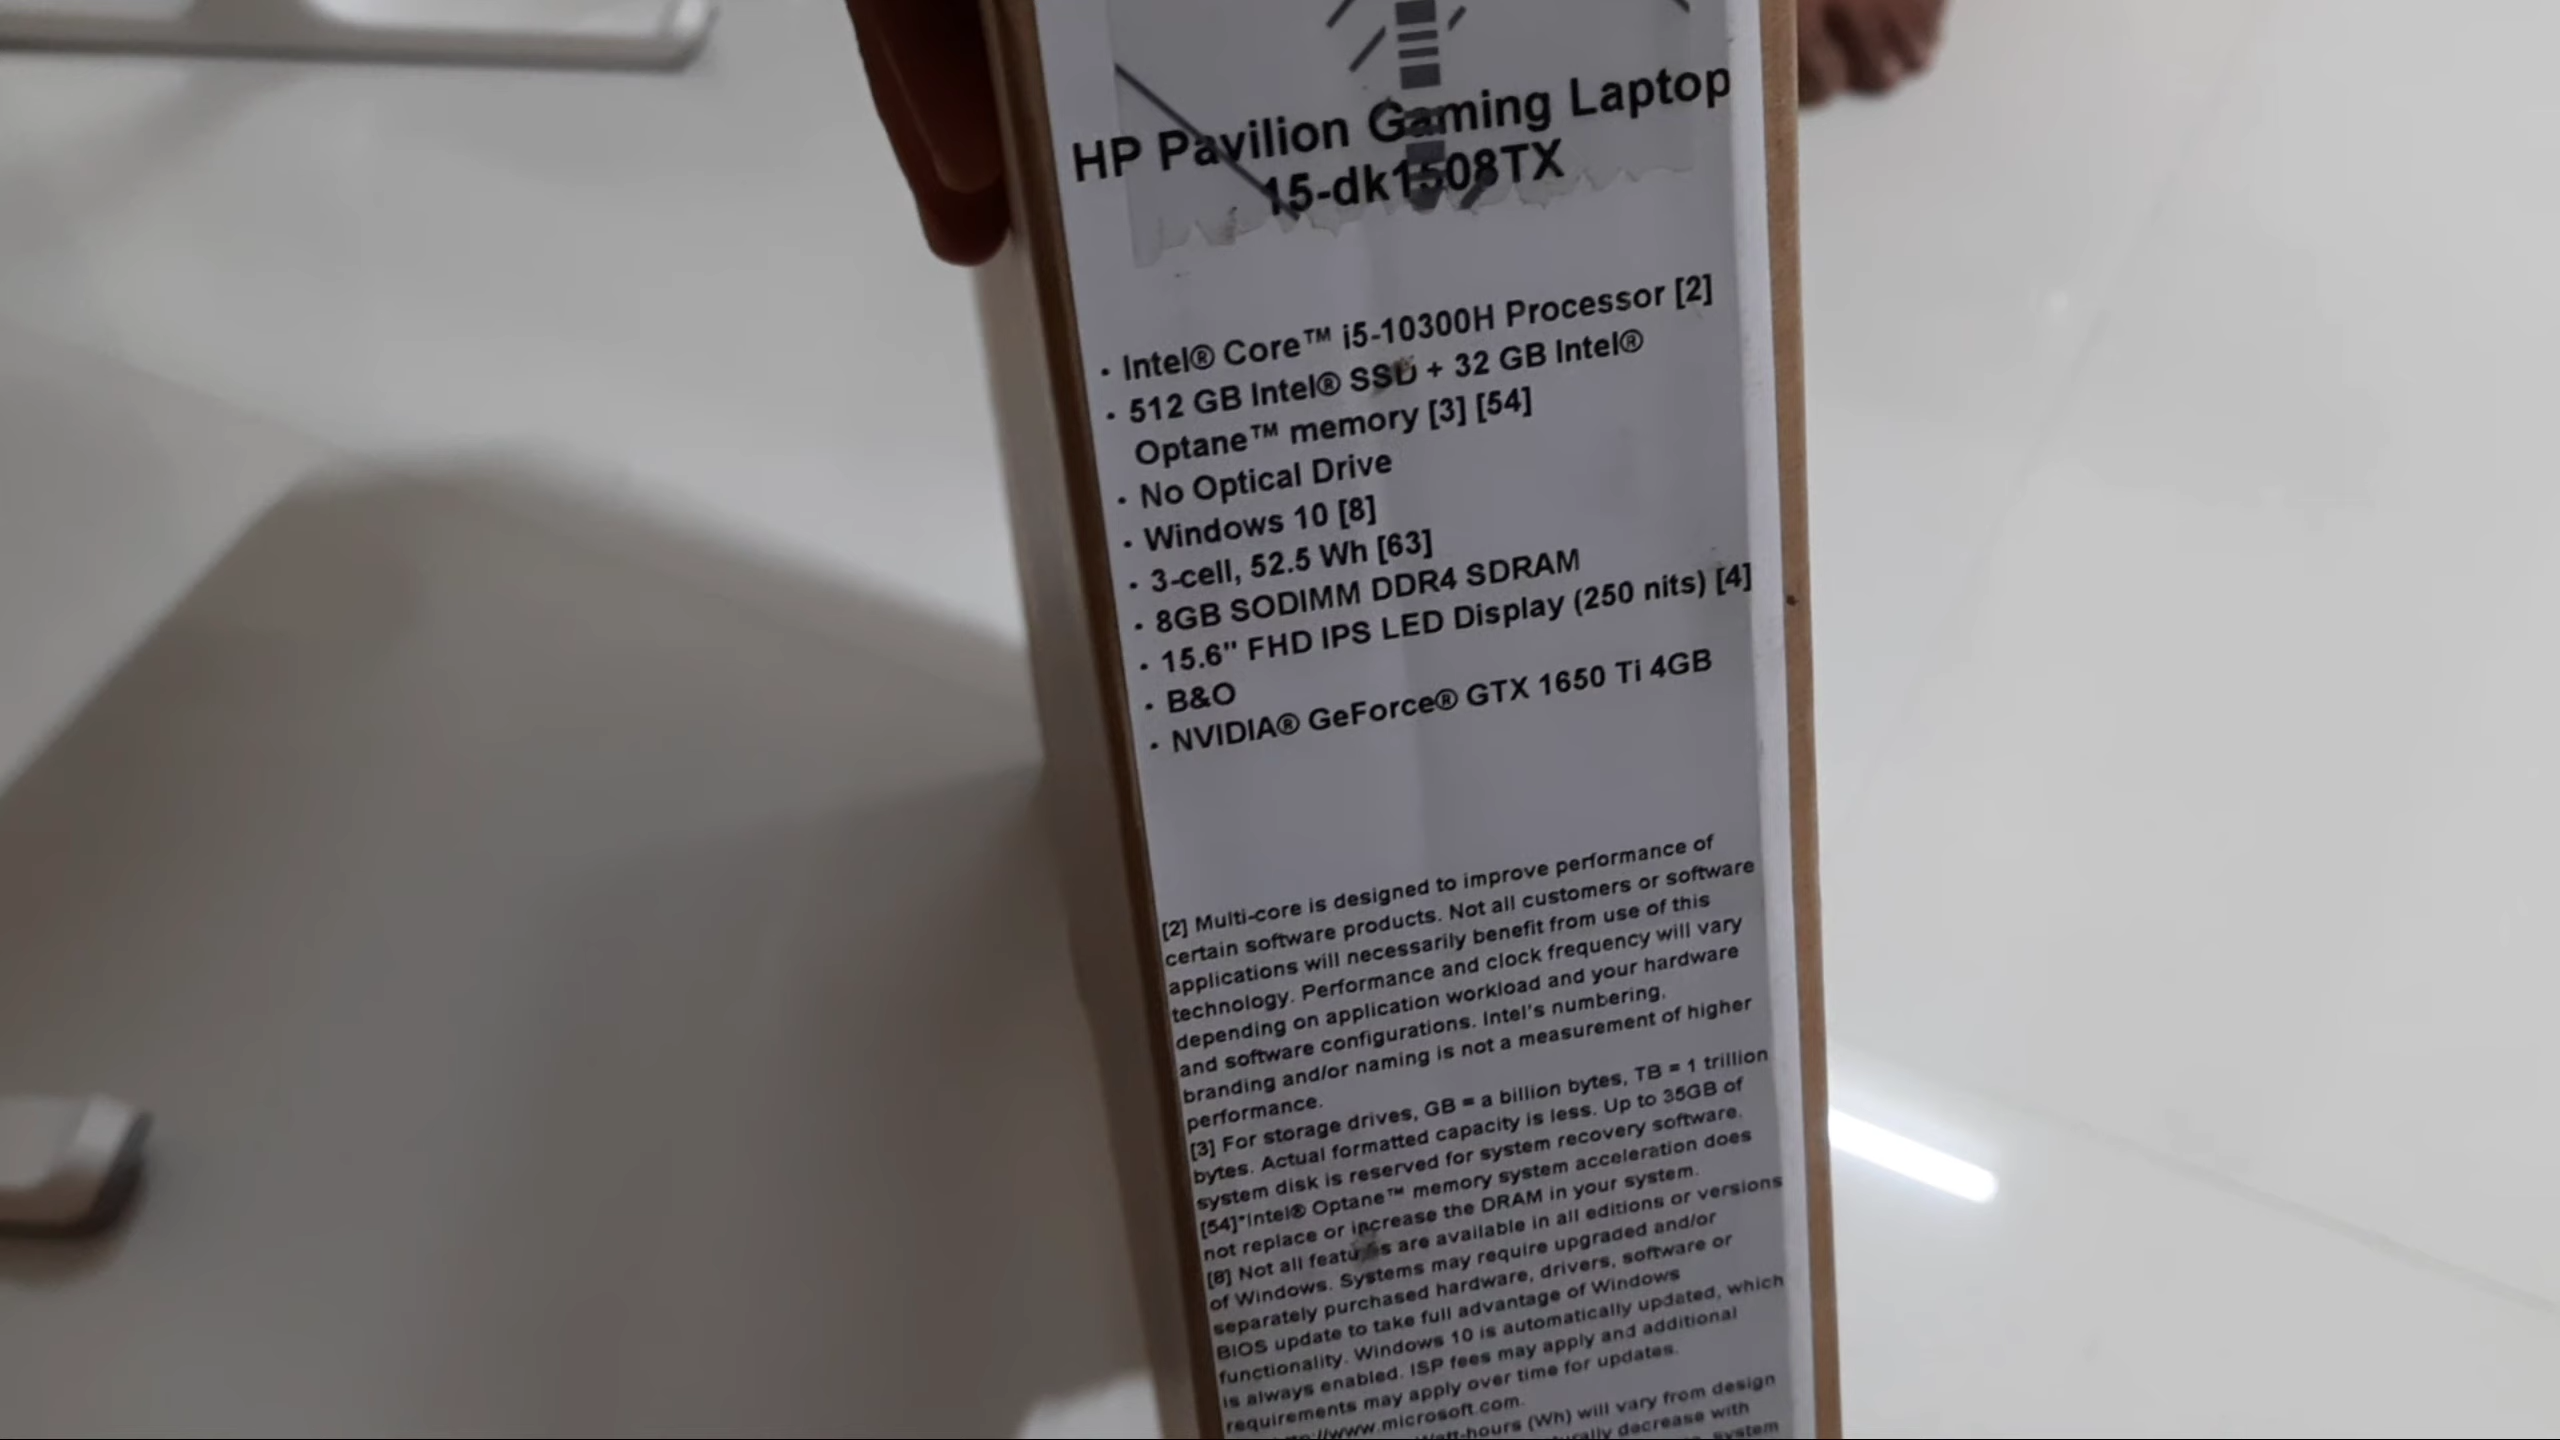 HP Pavilion Gaming Laptop
15-dk1508TX
· Intel® Core™ i5-10300H Processor [2]
· 512 GB Intel® SSD + 32 GB Intel®
Optane™ memory [3] [54]
· No Optical Drive
· Windows 10 [8]
· 3-cell, 52.5 Wh [63]
· 8GB SODIMM DDR4 SDRAM
· 15.6" FHD IPS LED Display (250 nits) [4]
· B&O
· NVIDIA® GeForce® GTX 1650 Ti 4GB
[2] Multi-core is designed to improve performance of
certain software products. Not all customers or software
applications will necessarily benefit from use of this
technology. Performance and clock frequency will vary
depending on application workload and your hardware
and software configurations. Intel's numbering,
branding and/or naming is not a measurement of higher
performance.
[3] For storage drives, GB = a billion bytes, TB = 1 trillion
bytes. Actual formatted capacity is less. Up to 35GB of
system disk is reserved for system recovery software.
[54]*Intel® Optane™ memory system acceleration does
not replace or increase the DRAM in your system.
[8] Not all features are available in all editions or versions
of Windows. Systems may require upgraded and/or
separately purchased hardware, drivers, software or
BIOS update to take full advantage of Windows
functionality. Windows 10 is automatically updated, which
is always enabled. ISP fees may apply and additional
requirements may apply over time for updates.
http://www.microsoft.com.
Watt-hours (Wh) will vary from design
decrease with
system